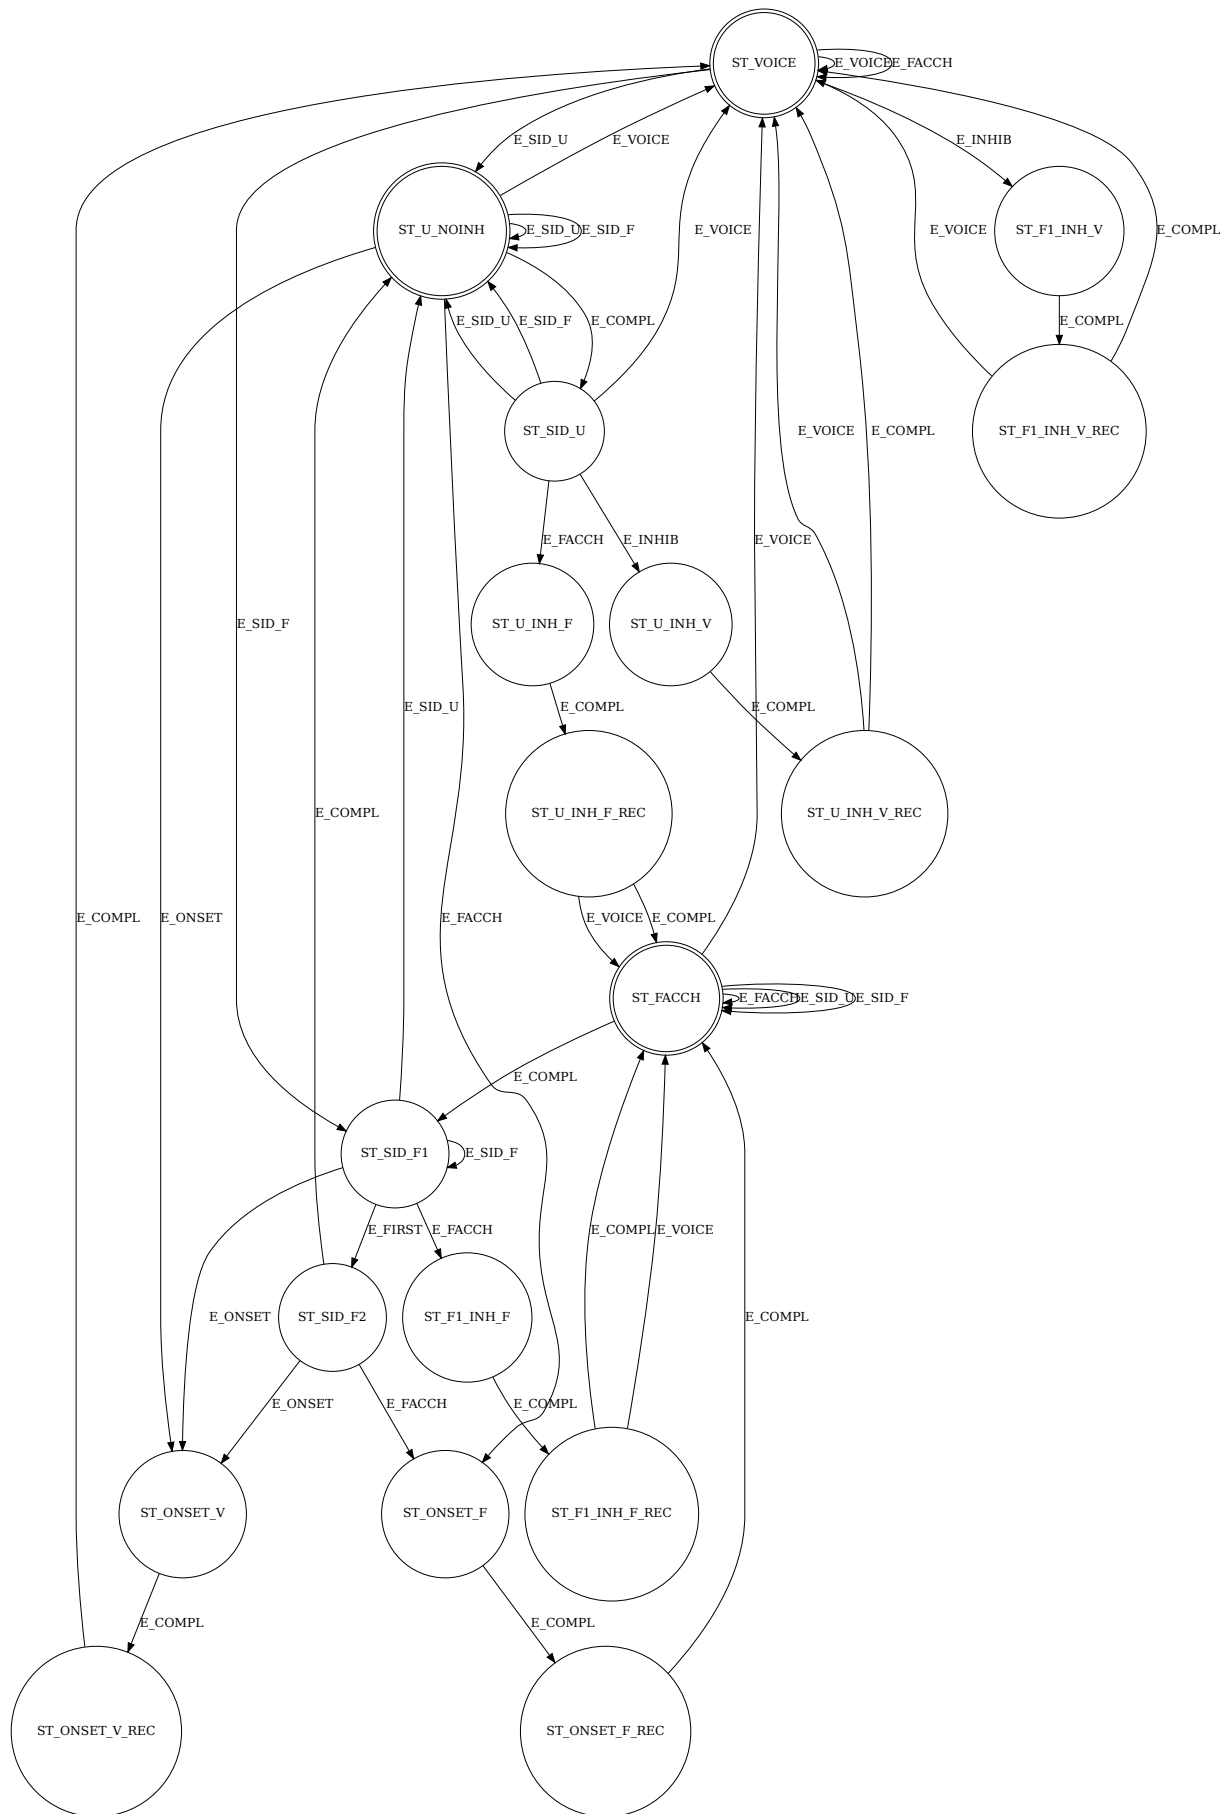 ST_VOICE
E_VOICE
E_FACCH
E_SID_U
E_VOICE
E_INHIB
ST_U_NOINH
E_SID_U
E_SID_F
E_VOICE
E_VOICE
ST_F1_INH_V
E_COMPL
E_SID_U
E_SID_F
E_COMPL
E_COMPL
ST_SID_U
E_VOICE
E_COMPL
ST_F1_INH_V_REC
E_FACCH
E_INHIB
E_VOICE
E_SID_F
ST_U_INH_F
ST_U_INH_V
E_SID_U
E_COMPL
E_COMPL
E_COMPL
ST_U_INH_F_REC
ST_U_INH_V_REC
E_COMPL
E_ONSET
E_FACCH
E_VOICE
E_COMPL
ST_FACCH
E_FACCH
E_SID_U
E_SID_F
E_COMPL
ST_SID_F1
E_SID_F
E_FIRST
E_FACCH
E_COMPL
E_VOICE
E_ONSET
ST_SID_F2
ST_F1_INH_F
E_COMPL
E_ONSET
E_FACCH
E_COMPL
ST_ONSET_V
ST_ONSET_F
ST_F1_INH_F_REC
E_COMPL
E_COMPL
ST_ONSET_V_REC
ST_ONSET_F_REC